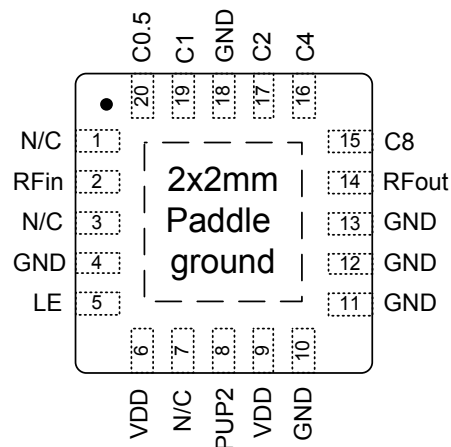 C0.5
C1
GND
C2
C4
20
19
18
17
16
N/C 1
RFin 2
N/C 3
GND 4
LE 5
2x2mm
Paddle
ground
15 C8
14 RFout
13 GND
12 GND
11 GND
6
7
8
9
10
VDD
N/C
PUP2
VDD
GND